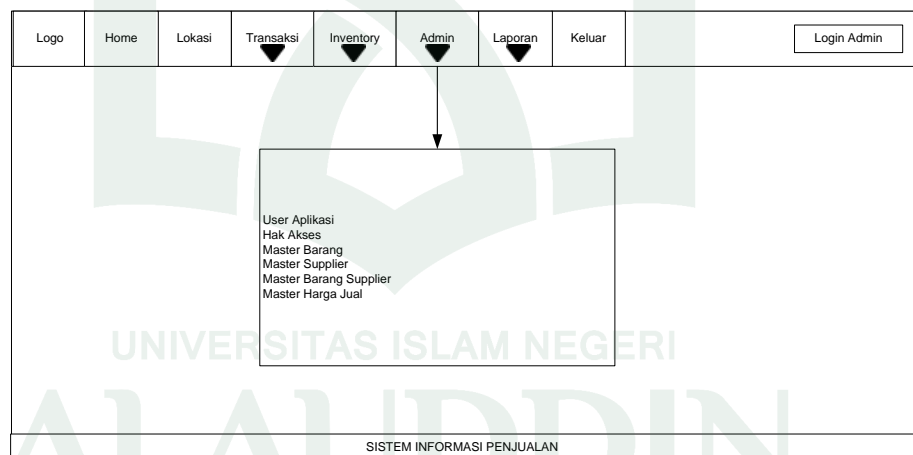 Logo
Home
Lokasi
Transaksi
Inventory
Admin
Laporan
Keluar
Login Admin
User Aplikasi
Hak Akses
Master Barang
Master Supplier
Master Barang Supplier
Master Harga Jual
UNIVERSITAS ISLAM NEGERI
ALAUDDIN
SISTEM INFORMASI PENJUALAN